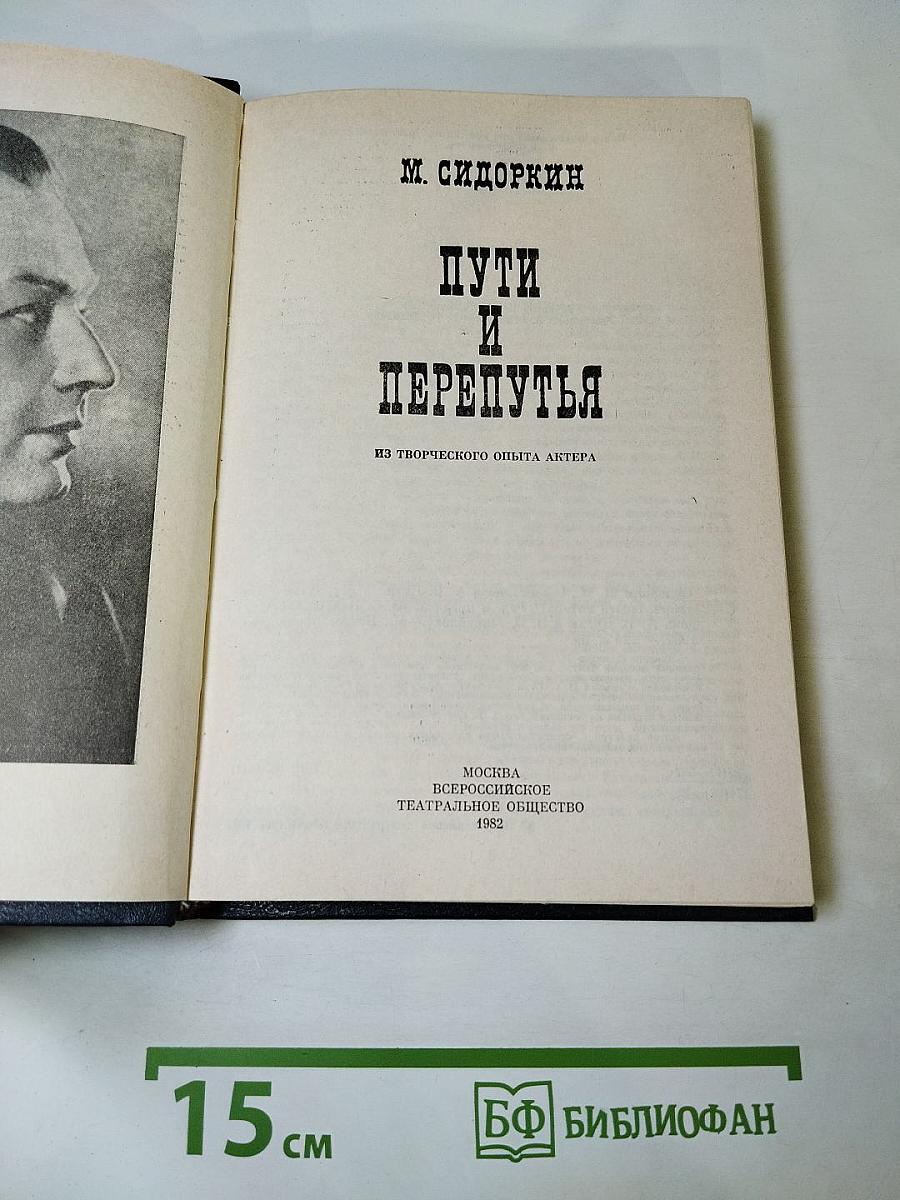 М. СИДОРКИН
ПУТИ
И
ПЕРЕПУТЬЯ
ИЗ ТВОРЧЕСКОГО ОПЫТА АКТЕРА
МОСКВА
ВСЕРОССИЙСКОЕ
ТЕАТРАЛЬНОЕ ОБЩЕСТВО
1982
15 см
БФ БИБЛИОФАН